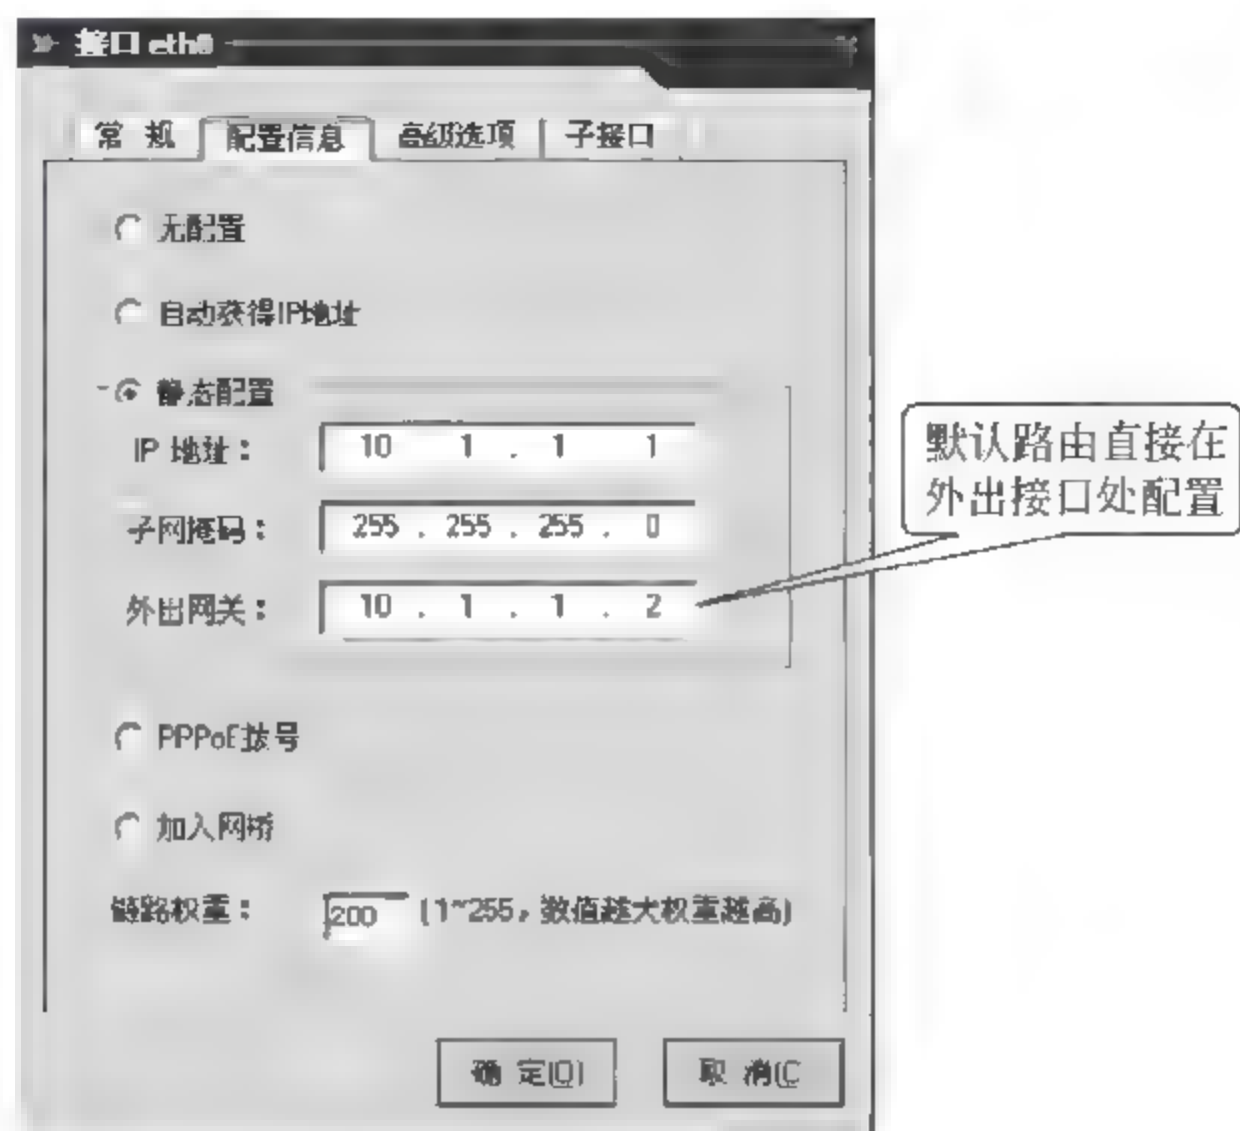 接口 eth0
常 规 配置信息 高级选项 子接口
无配置
自动获得IP地址
静态配置
IP 地址： 10 1 . 1 1
子网掩码： 255 . 255 . 255 . 0
外出网关： 10 . 1 . 1 . 2
默认路由直接在
外出接口处配置
PPPoE拨号
加入网桥
链路权重： 200 (1~255，数值越大权重越高)
确 定(O) 取 消(C